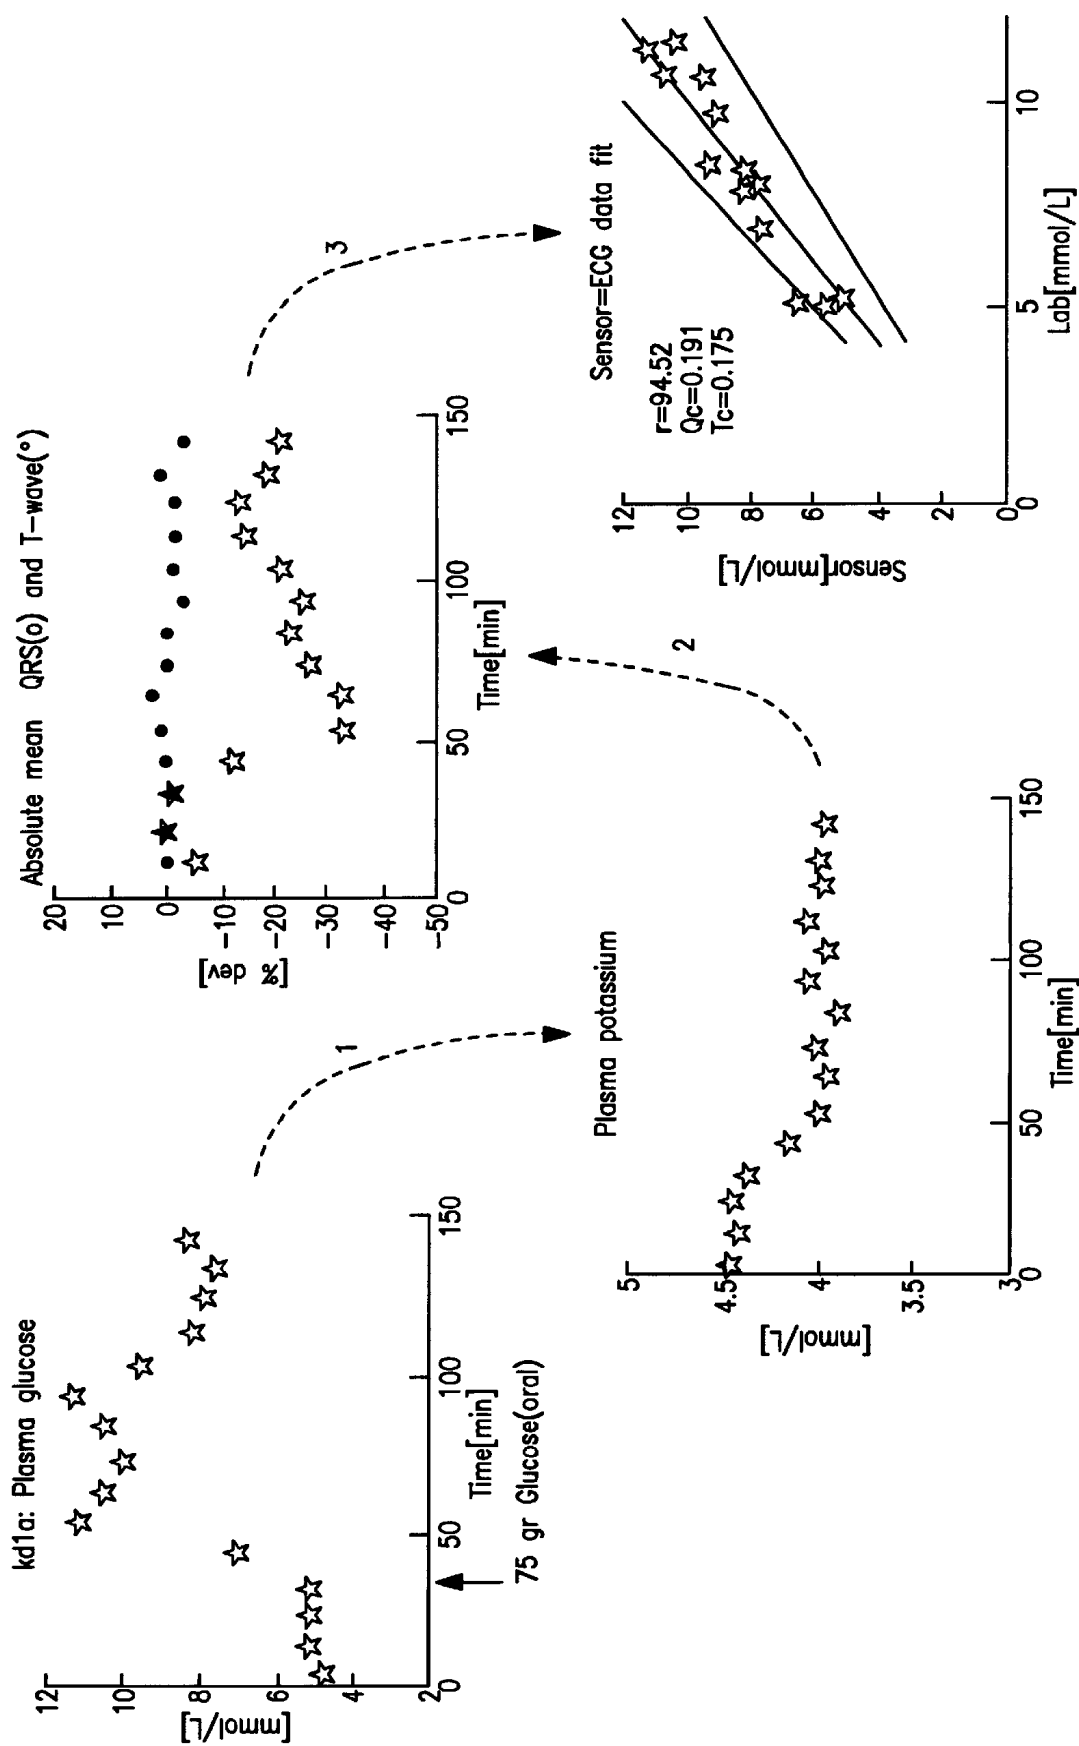 kd1a: Plasma glucose
[mmol/L]
12
10
8
6
4
2
0
50
100
150
Time[min]
75 gr Glucose(oral)
1
Absolute mean QRS(o) and T-wave(°)
[% dev]
20
10
0
-10
-20
-30
-40
-50
0
50
100
150
Time[min]
3
Plasma potassium
[mmol/L]
5
4.5
4
3.5
3
0
50
100
150
Time[min]
2
Sensor=ECG data fit
r=94.52
Qc=0.191
Tc=0.175
Sensor[mmol/L]
12
10
8
6
4
2
0
0
5
10
Lab[mmol/L]